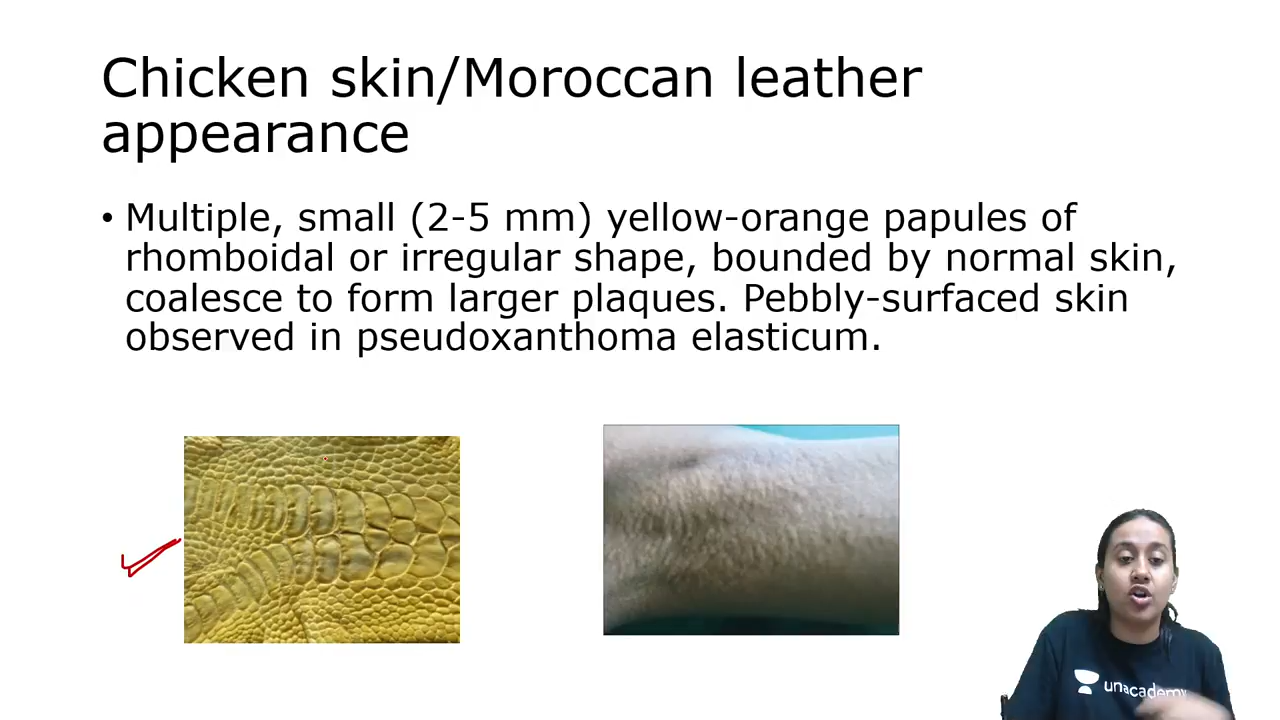 Chicken skin/Moroccan leather
appearance
• Multiple, small (2-5 mm) yellow-orange papules of
rhomboidal or irregular shape, bounded by normal skin,
coalesce to form larger plaques. Pebbly-surfaced skin
observed in pseudoxanthoma elasticum.
unacademy